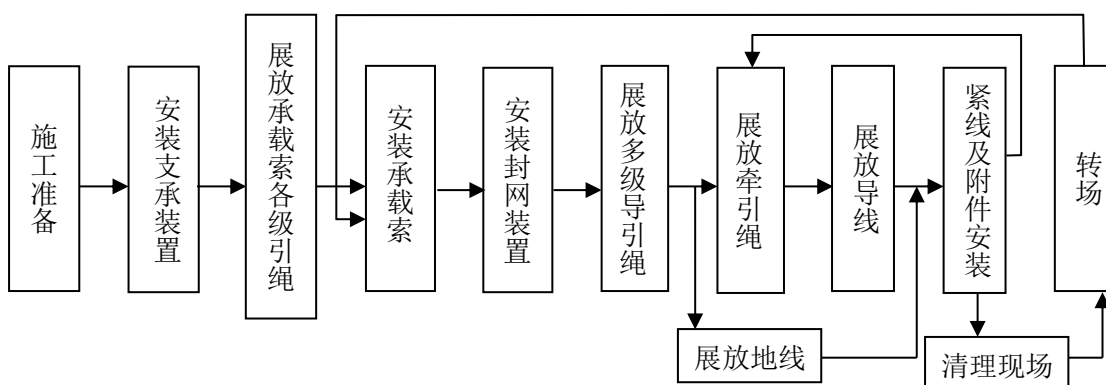 施工准备
安装支承装置
展放承载索各级引绳
安装承载索
安装封网装置
展放多级导引绳
展放牵引绳
展放导线
紧线及附件安装
转场
展放地线
清理现场